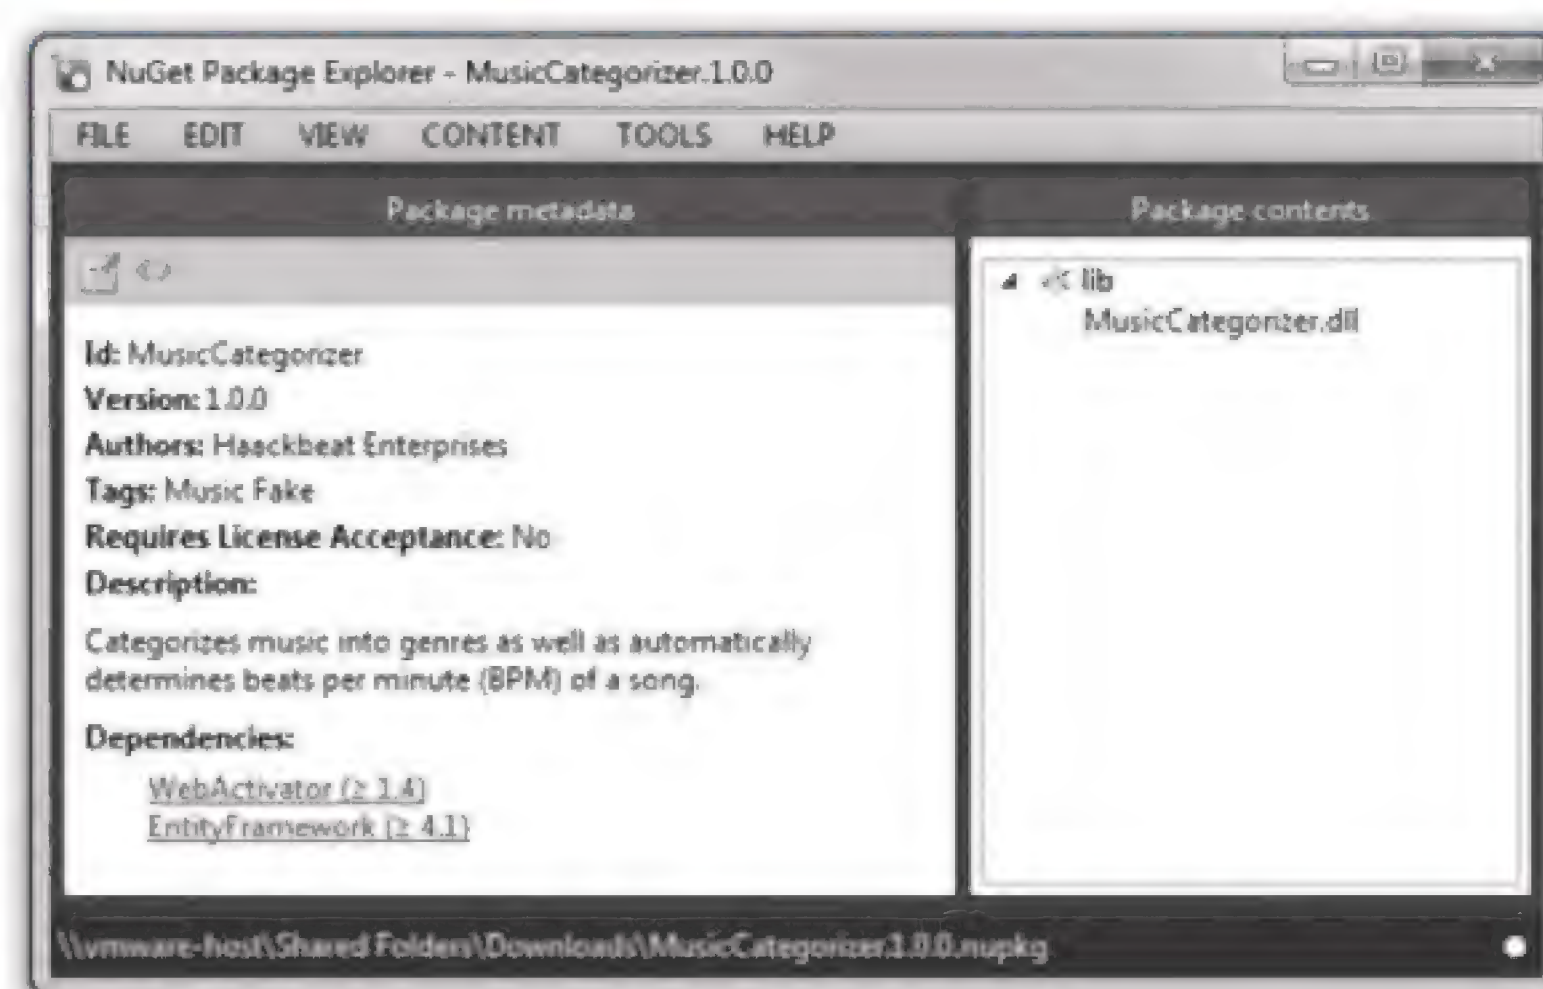 NuGet Package Explorer - MusicCategorizer.1.0.0
FILE EDIT VIEW CONTENT TOOLS HELP
Package metadata
Id: MusicCategorizer
Version: 1.0.0
Authors: Haackbeat Enterprises
Tags: Music Fake
Requires License Acceptance: No
Description:
Categorizes music into genres as well as automatically
determines beats per minute (BPM) of a song.
Dependencies:
WebActivator (≥ 1.4)
EntityFramework (≥ 4.1)
Package contents
lib
MusicCategorizer.dll
\\vmware-host\Shared Folders\Downloads\MusicCategorizer.1.0.0.nupkg